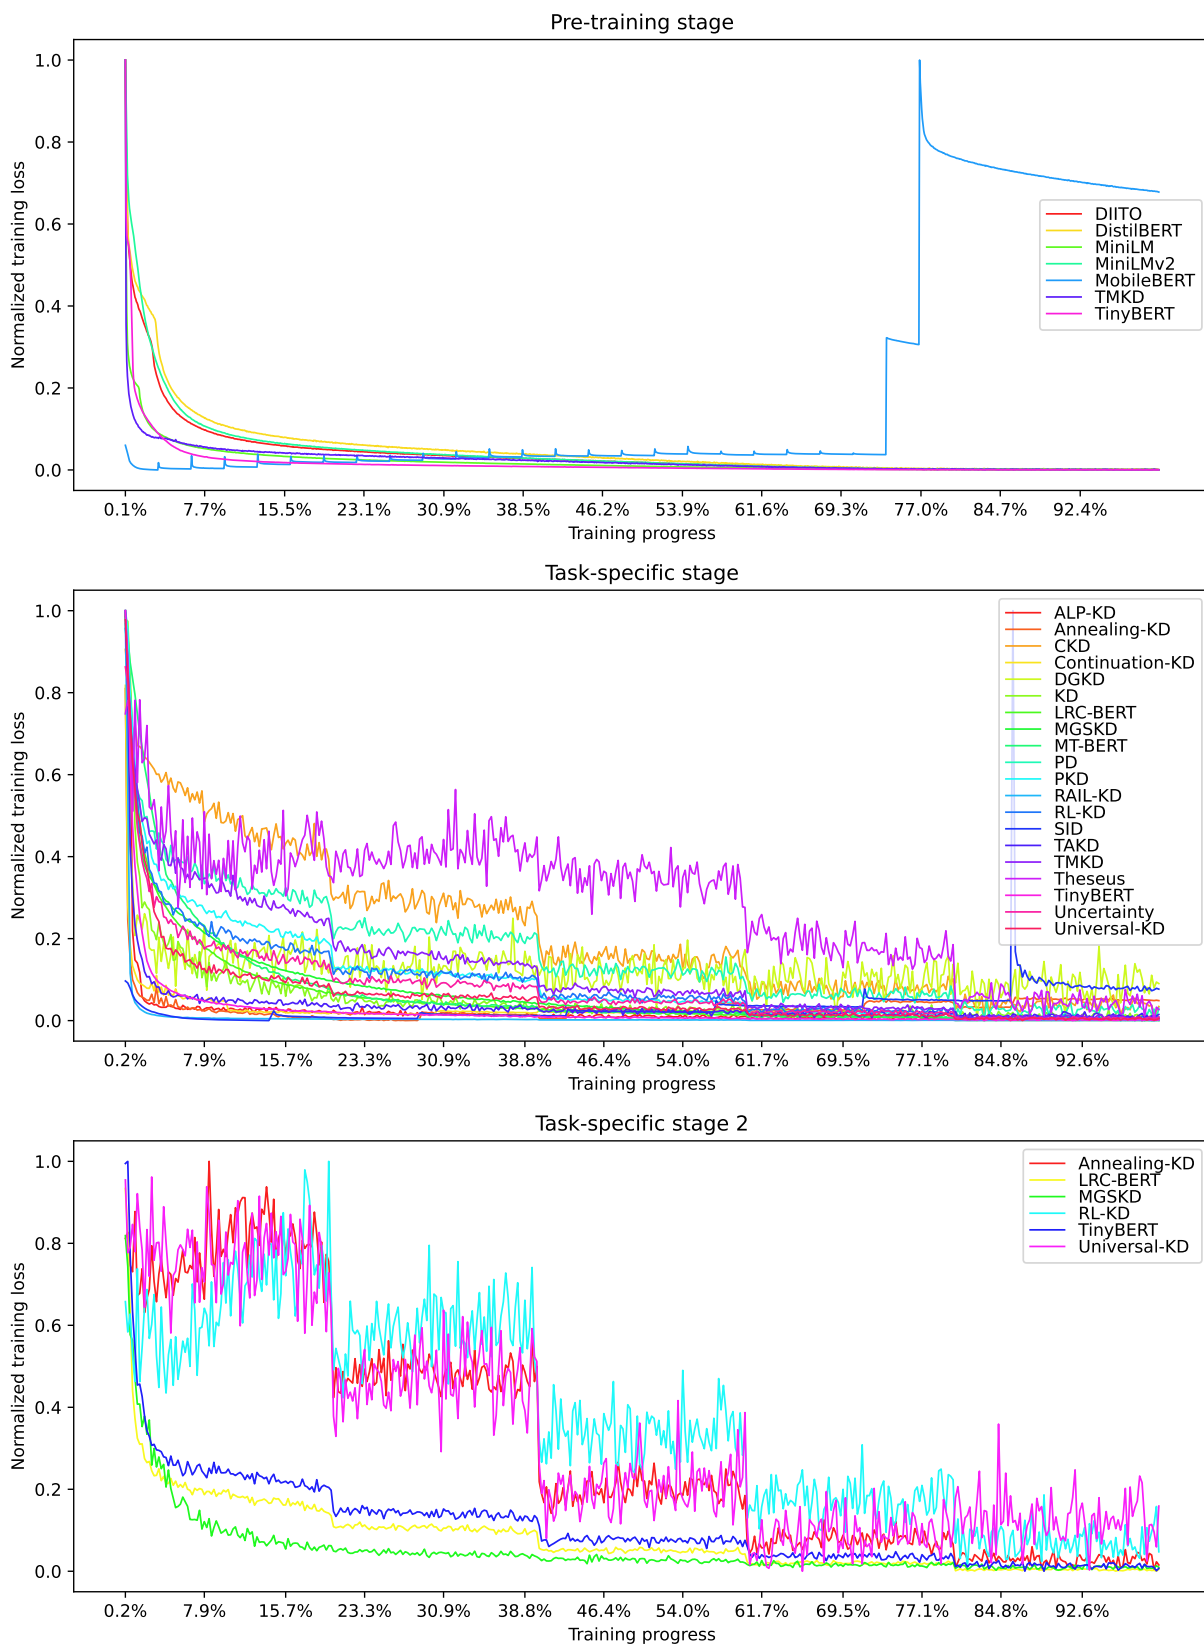 Pre-training stage
Normalized training loss
1.0
0.8
0.6
0.4
0.2
0.0
DIITO
DistilBERT
MiniLM
MiniLMv2
MobileBERT
TMKD
TinyBERT
0.1% 7.7% 15.5% 23.1% 30.9% 38.5% 46.2% 53.9% 61.6% 69.3% 77.0% 84.7% 92.4%
Training progress
Task-specific stage
Normalized training loss
1.0
0.8
0.6
0.4
0.2
0.0
ALP-KD
Annealing-KD
CKD
Continuation-KD
DGKD
KD
LRC-BERT
MGSKD
MT-BERT
PD
PKD
RAIL-KD
RL-KD
SID
TAKD
TMKD
Theseus
TinyBERT
Uncertainty
Universal-KD
0.2% 7.9% 15.7% 23.3% 30.9% 38.8% 46.4% 54.0% 61.7% 69.5% 77.1% 84.8% 92.6%
Training progress
Task-specific stage 2
Normalized training loss
1.0
0.8
0.6
0.4
0.2
0.0
Annealing-KD
LRC-BERT
MGSKD
RL-KD
TinyBERT
Universal-KD
0.2% 7.9% 15.7% 23.3% 30.9% 38.8% 46.4% 54.0% 61.7% 69.5% 77.1% 84.8% 92.6%
Training progress